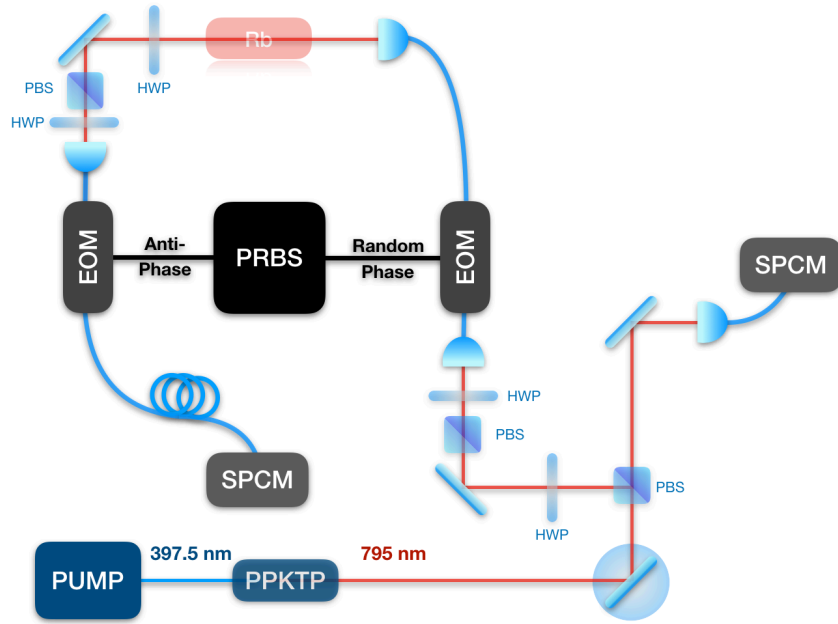 Rb
PBS
HWP
HWP
EOM
Anti-
Phase
PRBS
Random
Phase
EOM
SPCM
HWP
PBS
SPCM
PBS
HWP
397.5 nm
795 nm
PUMP
PPKTP